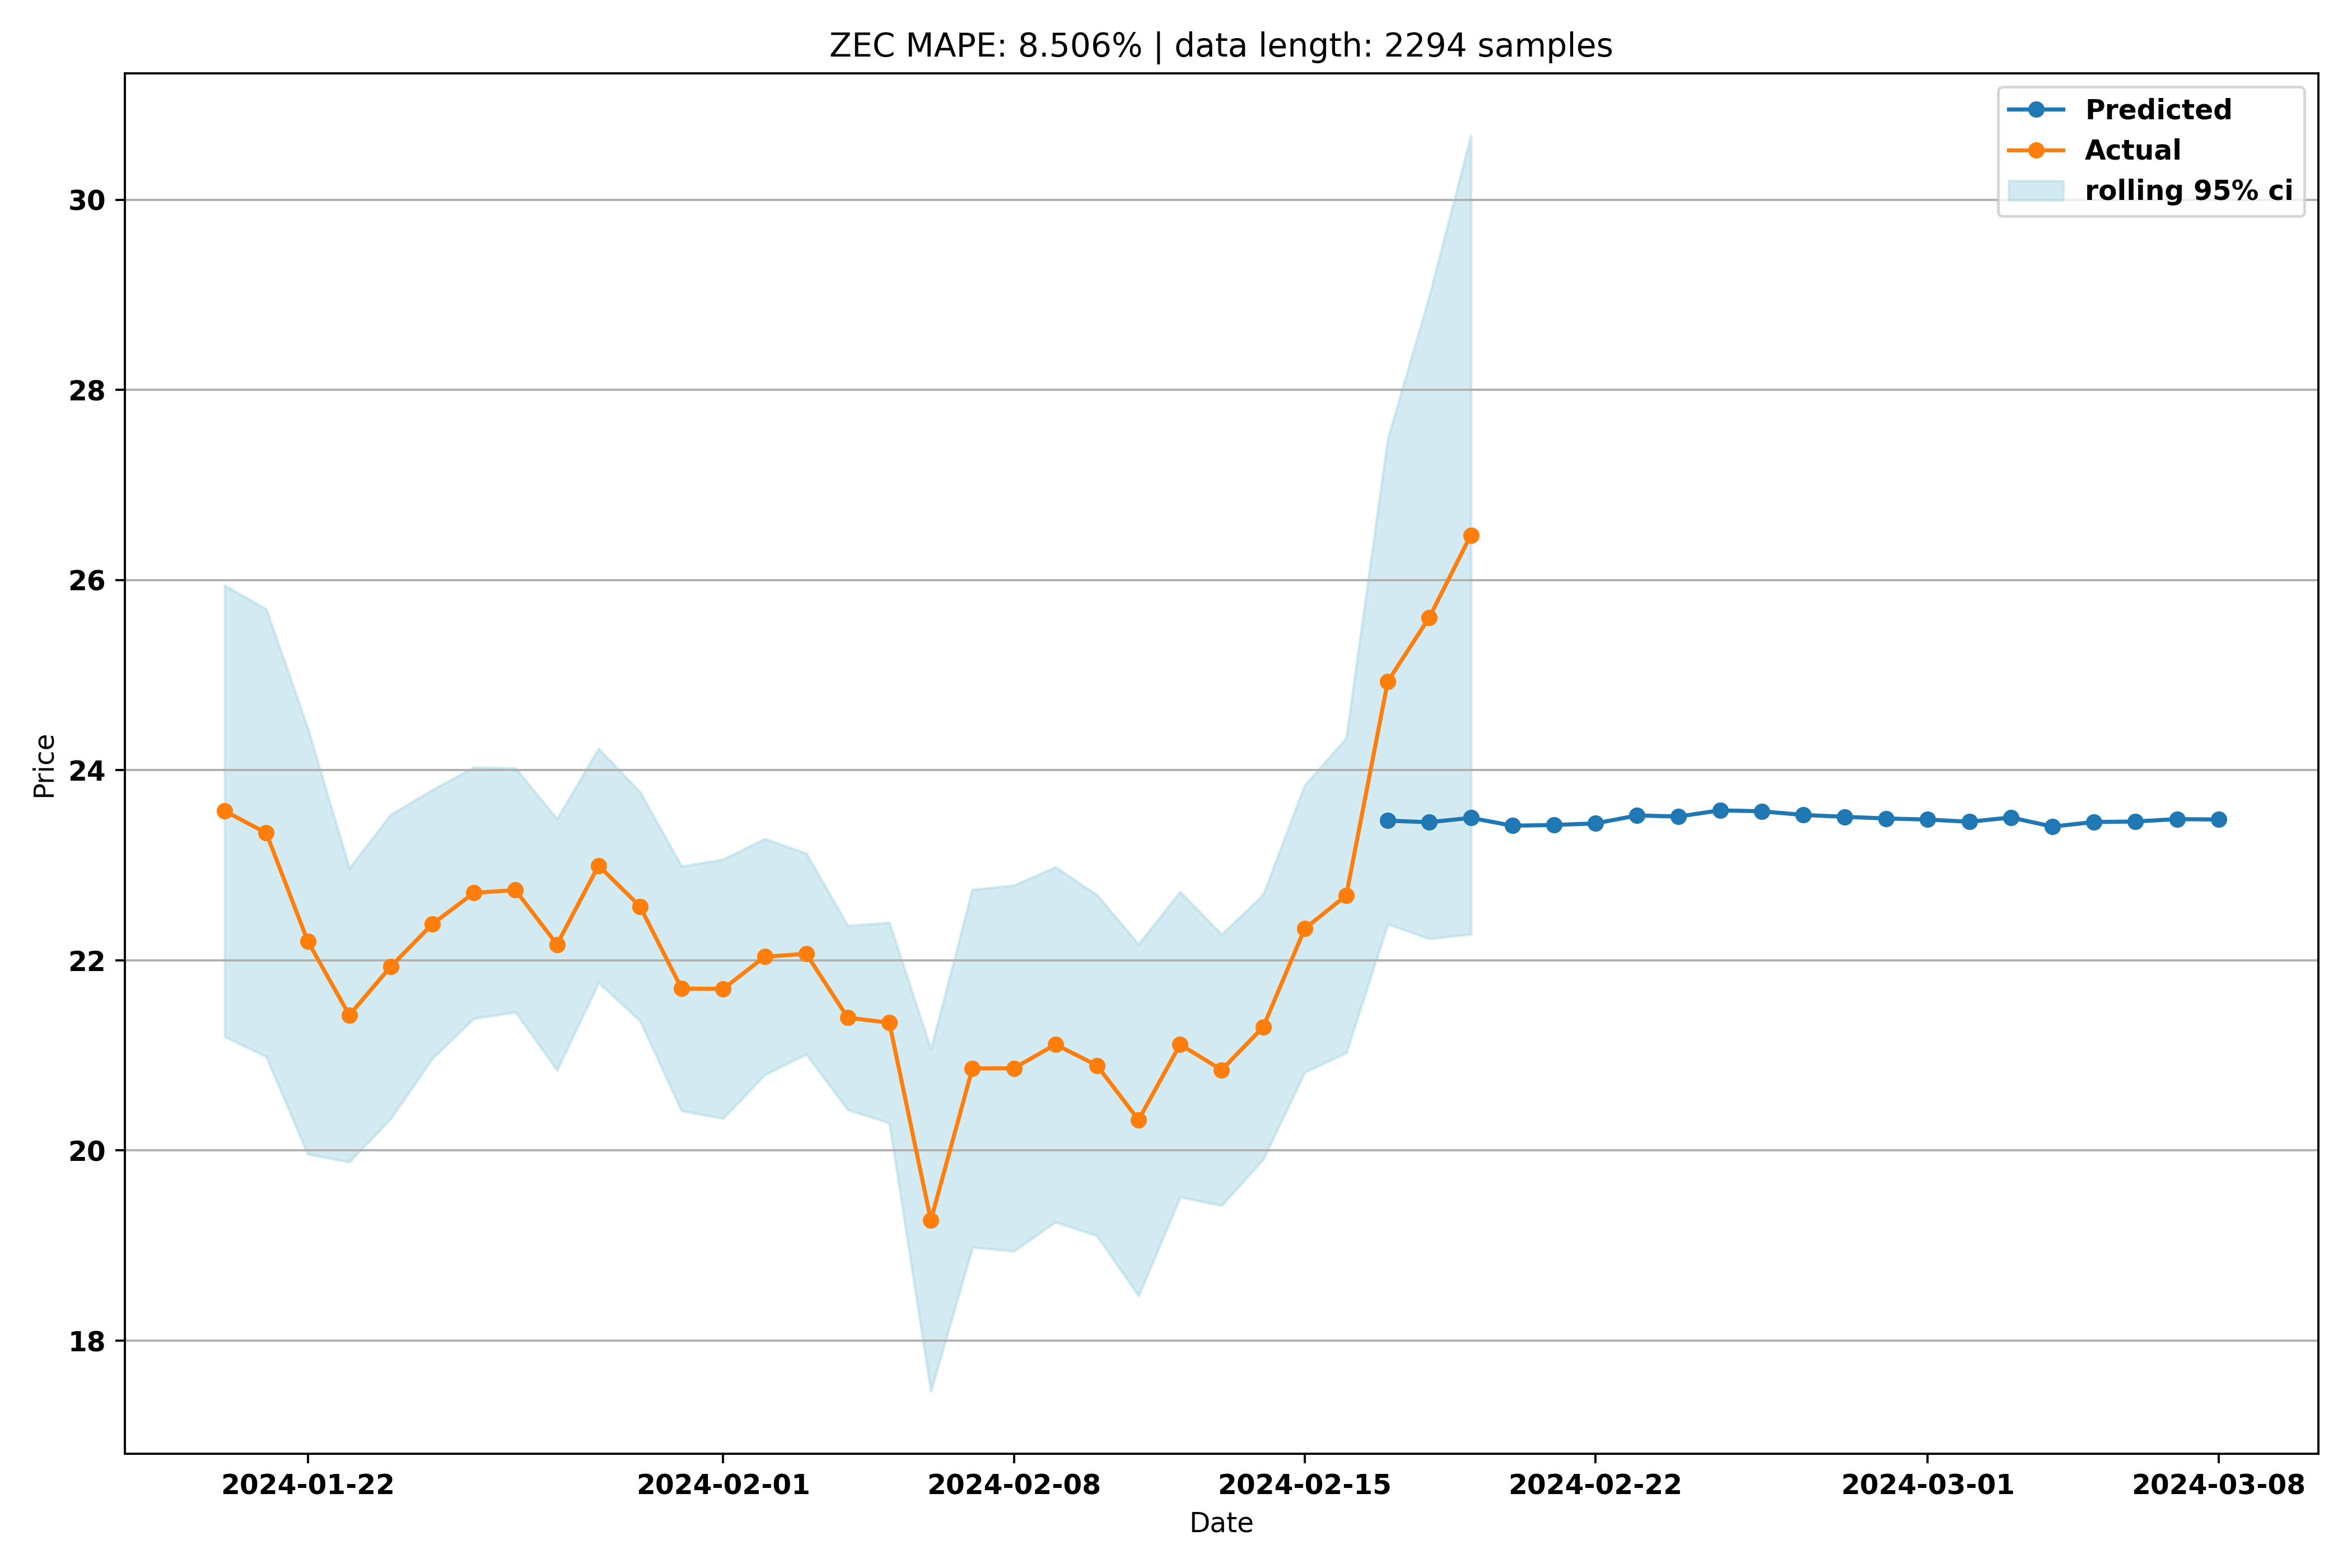 ZEC MAPE: 8.506% | data length: 2294 samples
Predicted
Actual
rolling 95% ci
30
28
26
24
22
20
18
Price
2024-01-22
2024-02-01
2024-02-08
2024-02-15
2024-02-22
2024-03-01
2024-03-08
Date